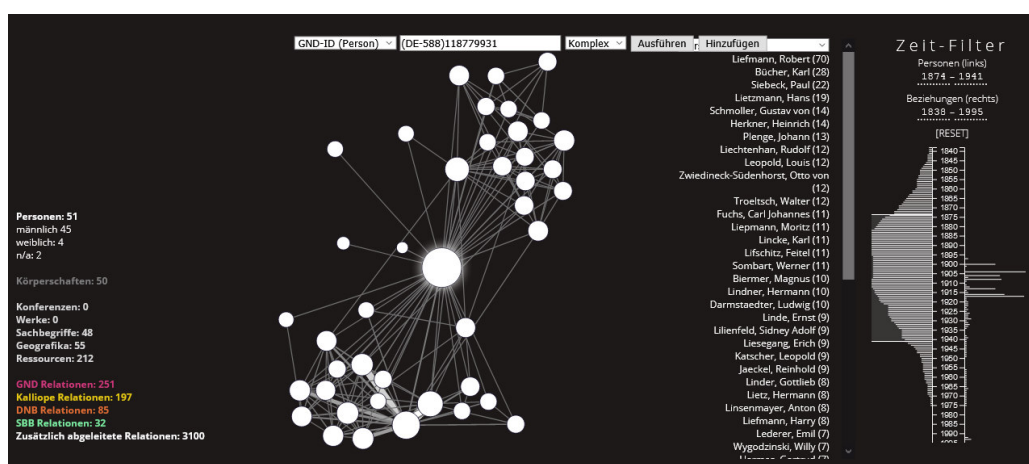 GND-ID (Person) (DE-588)118779931 Komplex Ausführen Hinzufügen
Personen: 51
männlich 45
weiblich: 4
n/a: 2
Körperschaften: 50
Konferenzen: 0
Werke: 0
Sachbegriffe: 48
Geografika: 55
Ressourcen: 212
GND Relationen: 251
Kalliope Relationen: 197
DNB Relationen: 85
SBB Relationen: 32
Zusätzlich abgeleitete Relationen: 3100
Liefmann, Robert (70)
Bücher, Karl (28)
Siebeck, Paul (22)
Lietzmann, Hans (19)
Schmoller, Gustav von (14)
Herkner, Heinrich (14)
Plenge, Johann (13)
Liechtenhan, Rudolf (12)
Leopold, Louis (12)
Zwiedineck-Südenhorst, Otto von
(12)
Troeltsch, Walter (12)
Fuchs, Carl Johannes (11)
Liepmann, Moritz (11)
Lincke, Karl (11)
Lifschitz, Feitel (11)
Sombart, Werner (11)
Biermer, Magnus (10)
Lindner, Hermann (10)
Darmstaedter, Ludwig (10)
Linde, Ernst (9)
Lilienfeld, Sidney Adolf (9)
Liesegang, Erich (9)
Katscher, Leopold (9)
Jaeckel, Reinhold (9)
Linder, Gottlieb (8)
Lietz, Hermann (8)
Linsenmayer, Anton (8)
Liefmann, Harry (8)
Lederer, Emil (7)
Wygodzinski, Willy (7)
Zeit-Filter
Personen (links)
1874 – 1941
Beziehungen (rechts)
1838 – 1995
[RESET]
1840
1845
1850
1855
1860
1865
1870
1875
1880
1885
1890
1895
1900
1905
1910
1915
1920
1925
1930
1935
1940
1945
1950
1955
1960
1965
1970
1975
1980
1985
1990